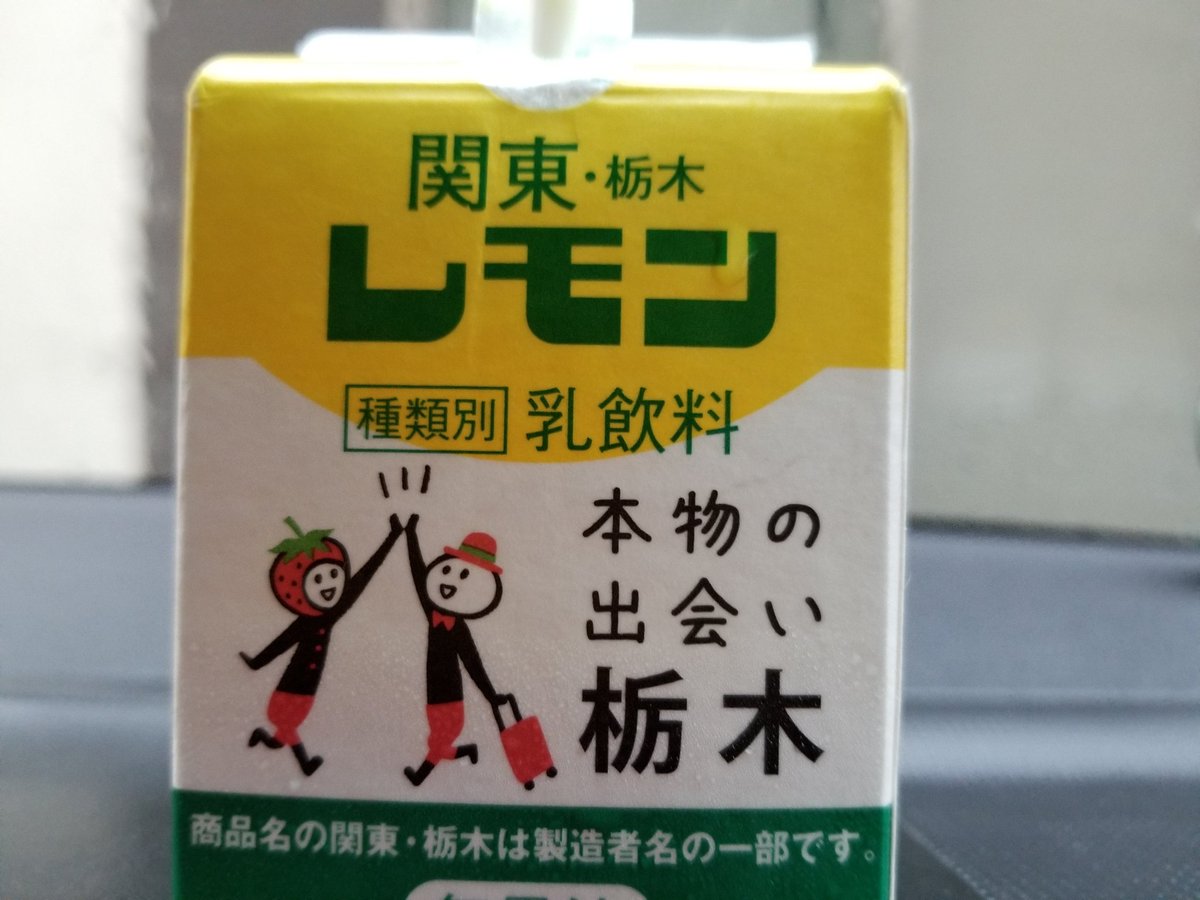 関東・栃木
レモン
種類別 乳飲料
本物の
出会い
栃木
商品名の関東・栃木は製造者名の一部です。